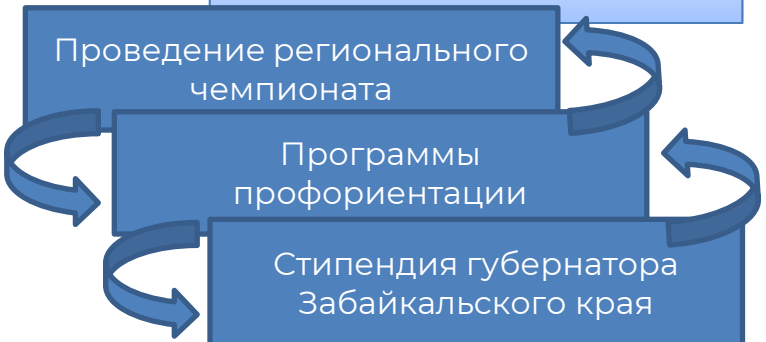 Проведение регионального
чемпионата
Программы
профориентации
Стипендия губернатора
Забайкальского края